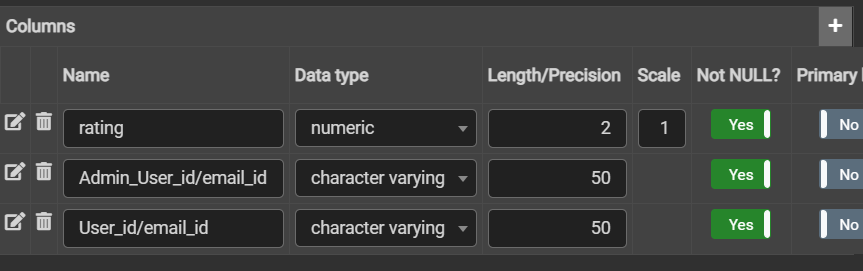 Columns
+
Name Data type Length/Precision Scale Not NULL? Primary
rating numeric 2 1 Yes No
Admin_User_id/email_id character varying 50 Yes No
User_id/email_id character varying 50 Yes No